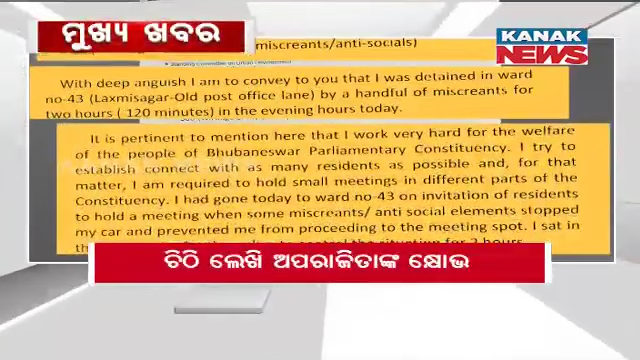 ମୁଖ୍ୟ ଖବର
KANAK
NEWS
miscreants/anti-socials)
With deep anguish I am to convey to you that I was detained in ward
no-43 (Laxmisagar-Old post office lane) by a handful of miscreants for
two hours ( 120 minutes) in the evening hours today.
It is pertinent to mention here that I work very hard for the welfare
of the people of Bhubaneswar Parliamentary Constituency. I try to
establish connect with as many residents as possible and, for that
matter, I am required to hold small meetings in different parts of the
Constituency. I had gone today to ward no-43 on invitation of residents
to hold a meeting when some miscreants/ anti social elements stopped
my car and prevented me from proceeding to the meeting spot. I sat in
ଚିଠି ଲେଖି ଅପରାଜିତାଙ୍କ କ୍ଷୋଭ